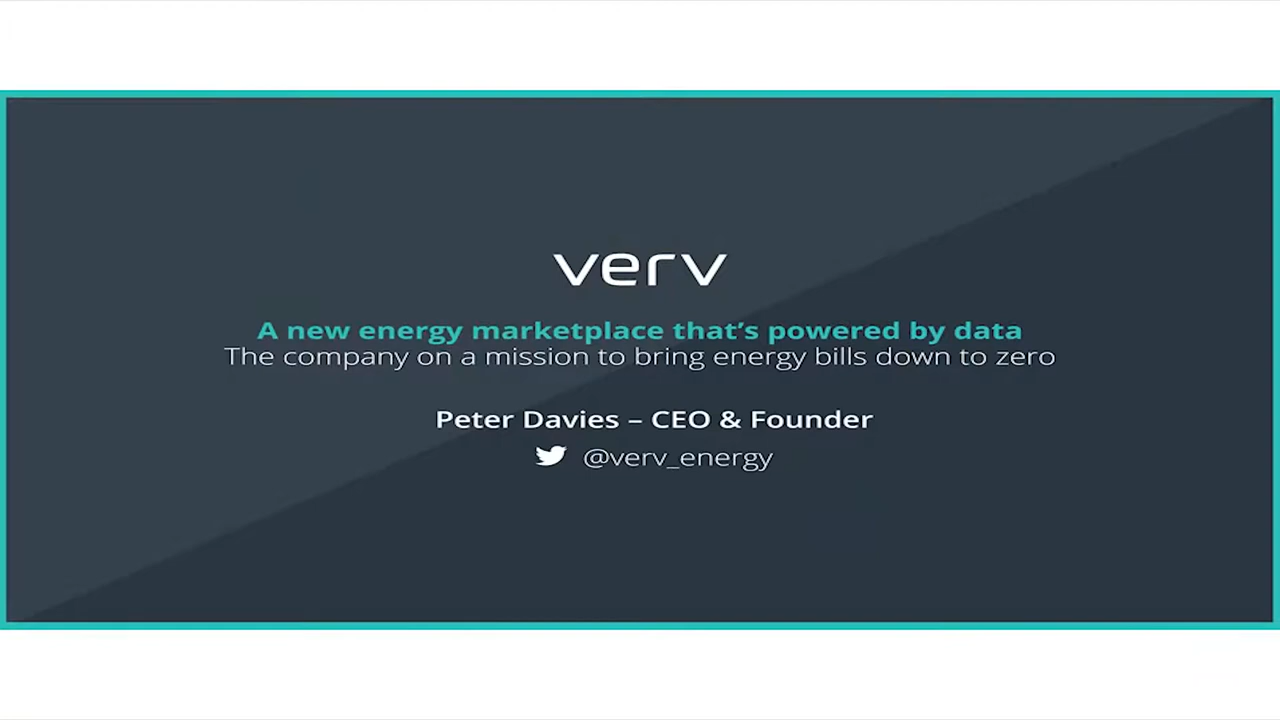 verv
A new energy marketplace that's powered by data
The company on a mission to bring energy bills down to zero
Peter Davies – CEO & Founder
@verv_energy